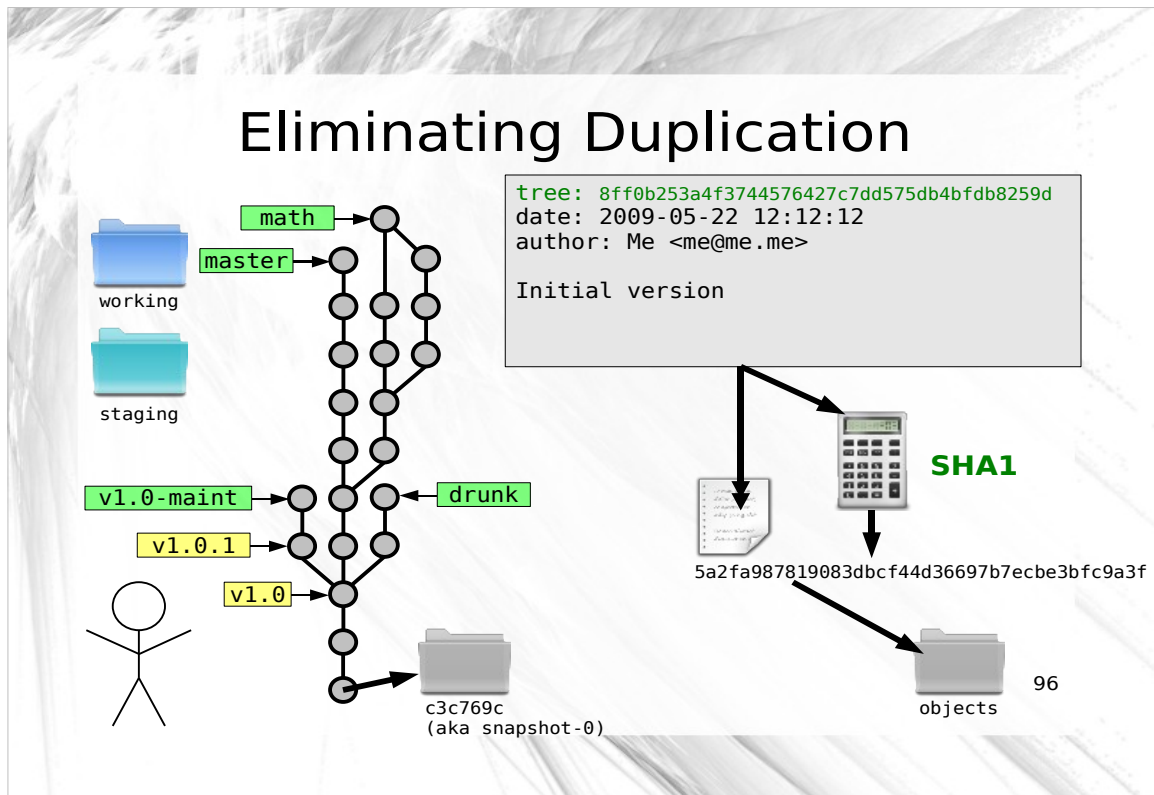 Eliminating Duplication
tree: 8ff0b253a4f3744576427c7dd575db4bfdb8259d
date: 2009-05-22 12:12:12
author: Me <me@me.me>
Initial version
math
master
working
staging
v1.0-maint
drunk
v1.0.1
v1.0
SHA1
5a2fa987819083dbcf44d36697b7ecbe3bfc9a3f
c3c769c
(aka snapshot-0)
objects
96